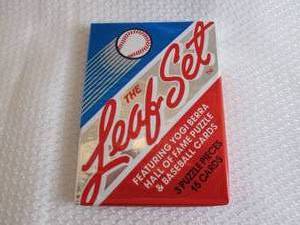 THE
Leaf Set
FEATURING YOGI BERRA
HALL OF FAME PUZZLE
& BASEBALL CARDS
3 PUZZLE PIECES
15 CARDS